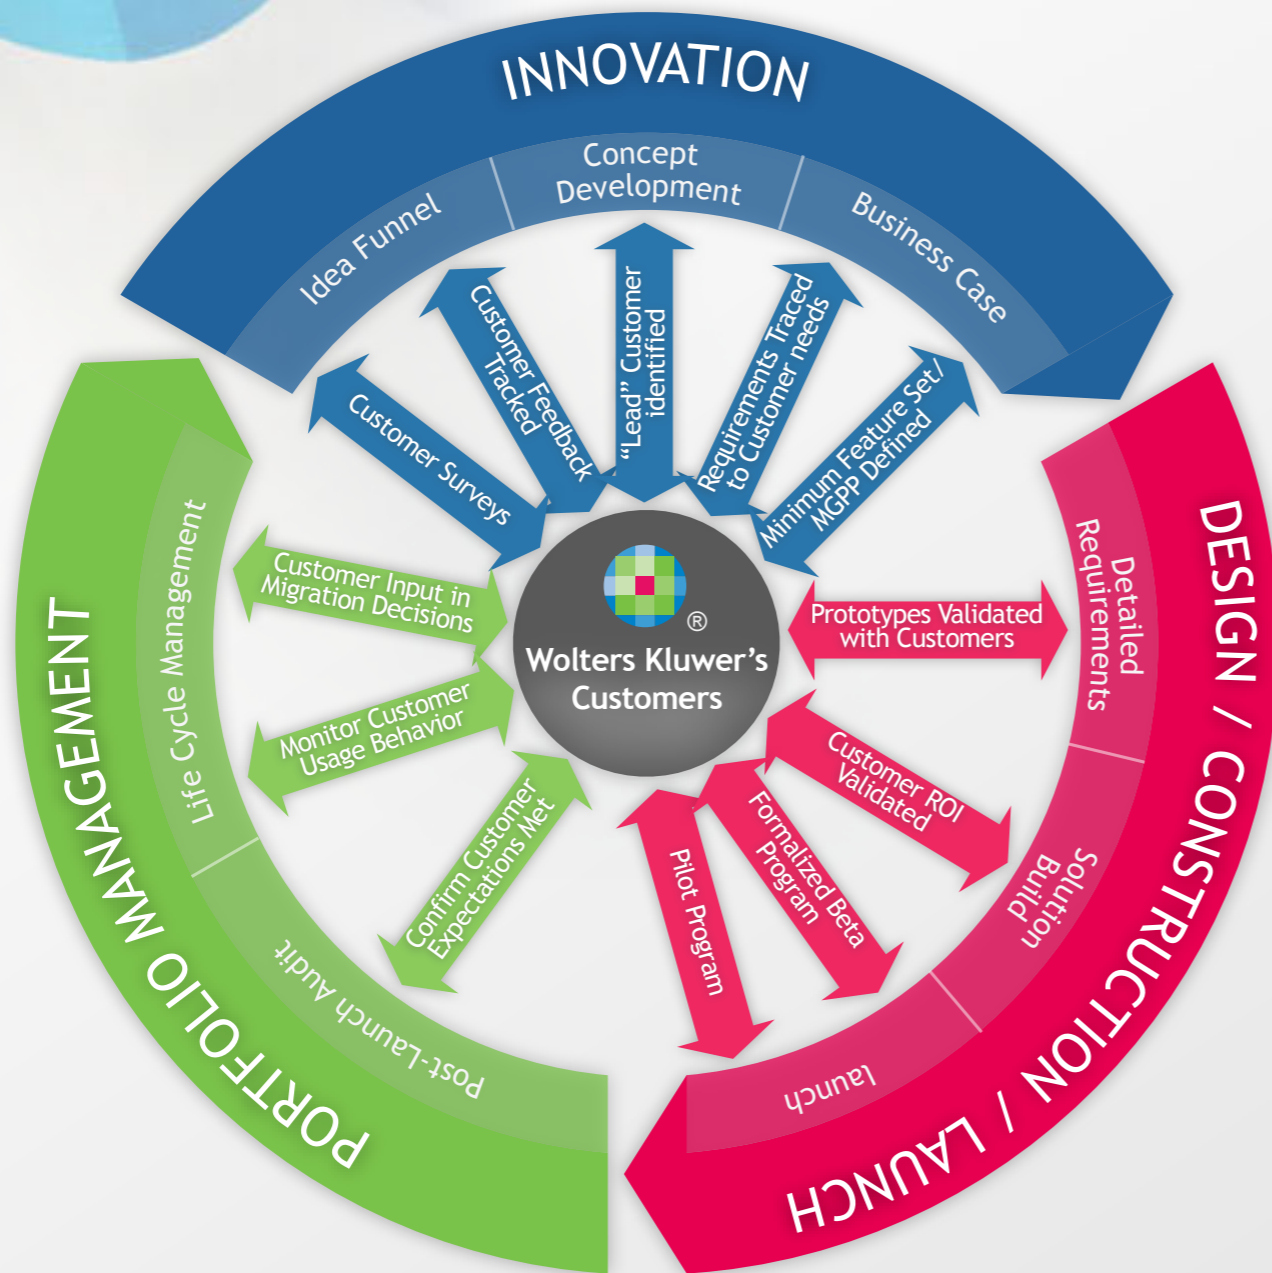 INNOVATION
Idea Funnel
Concept
Development
Business Case
Customer Surveys
Customer Feedback
Tracked
“Lead” Customer
identified
Requirements Traced
to Customer needs
Minimum Feature Set/
MGPP Defined
DESIGN / CONSTRUCTION / LAUNCH
Detailed
Requirements
Solution
Build
launch
Prototypes Validated
with Customers
Customer ROI
Validated
Formalized Beta
Program
Pilot Program
PORTFOLIO MANAGEMENT
Post-Launch Audit
Life Cycle Management
Confirm Customer
Expectations Met
Monitor Customer
Usage Behavior
Customer Input in
Migration Decisions
®
Wolters Kluwer’s
Customers